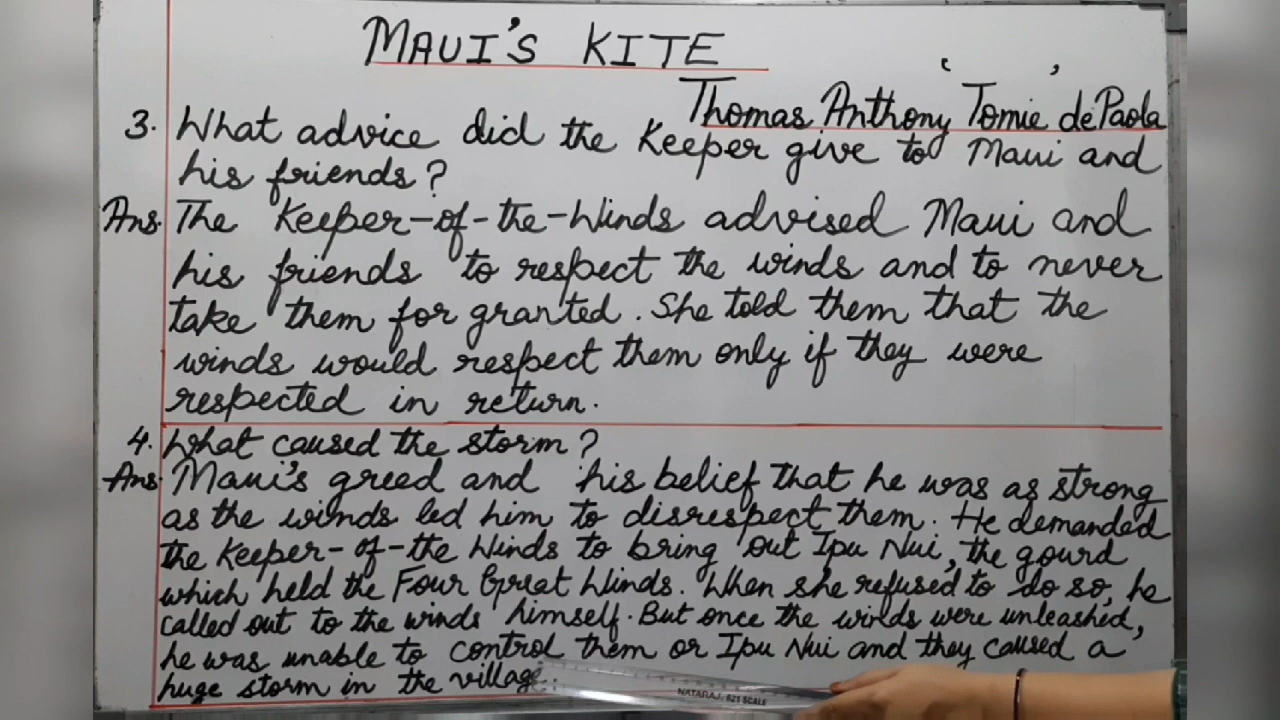 MAUI'S KITE
Thomas Anthony 'Tomie' dePaola
3. What advice did the Keeper give to Maui and
his friends?
Ans. The Keeper-of-the-Winds advised Maui and
his friends to respect the winds and to never
take them for granted. She told them that the
winds would respect them only if they were
respected in return.
4. What caused the storm?
Ans Maui's greed and his belief that he was as strong
as the winds led him to disrespect them. He demanded
the Keeper-of-the Winds to bring out Ipu Nui, the gourd
which held the Four Great Winds. When she refused to do so, he
called out to the winds himself. But once the winds were unleashed,
he was unable to control them or Ipu Nui and they caused a
huge storm in the village.
NATARAJ. 621 SCALE